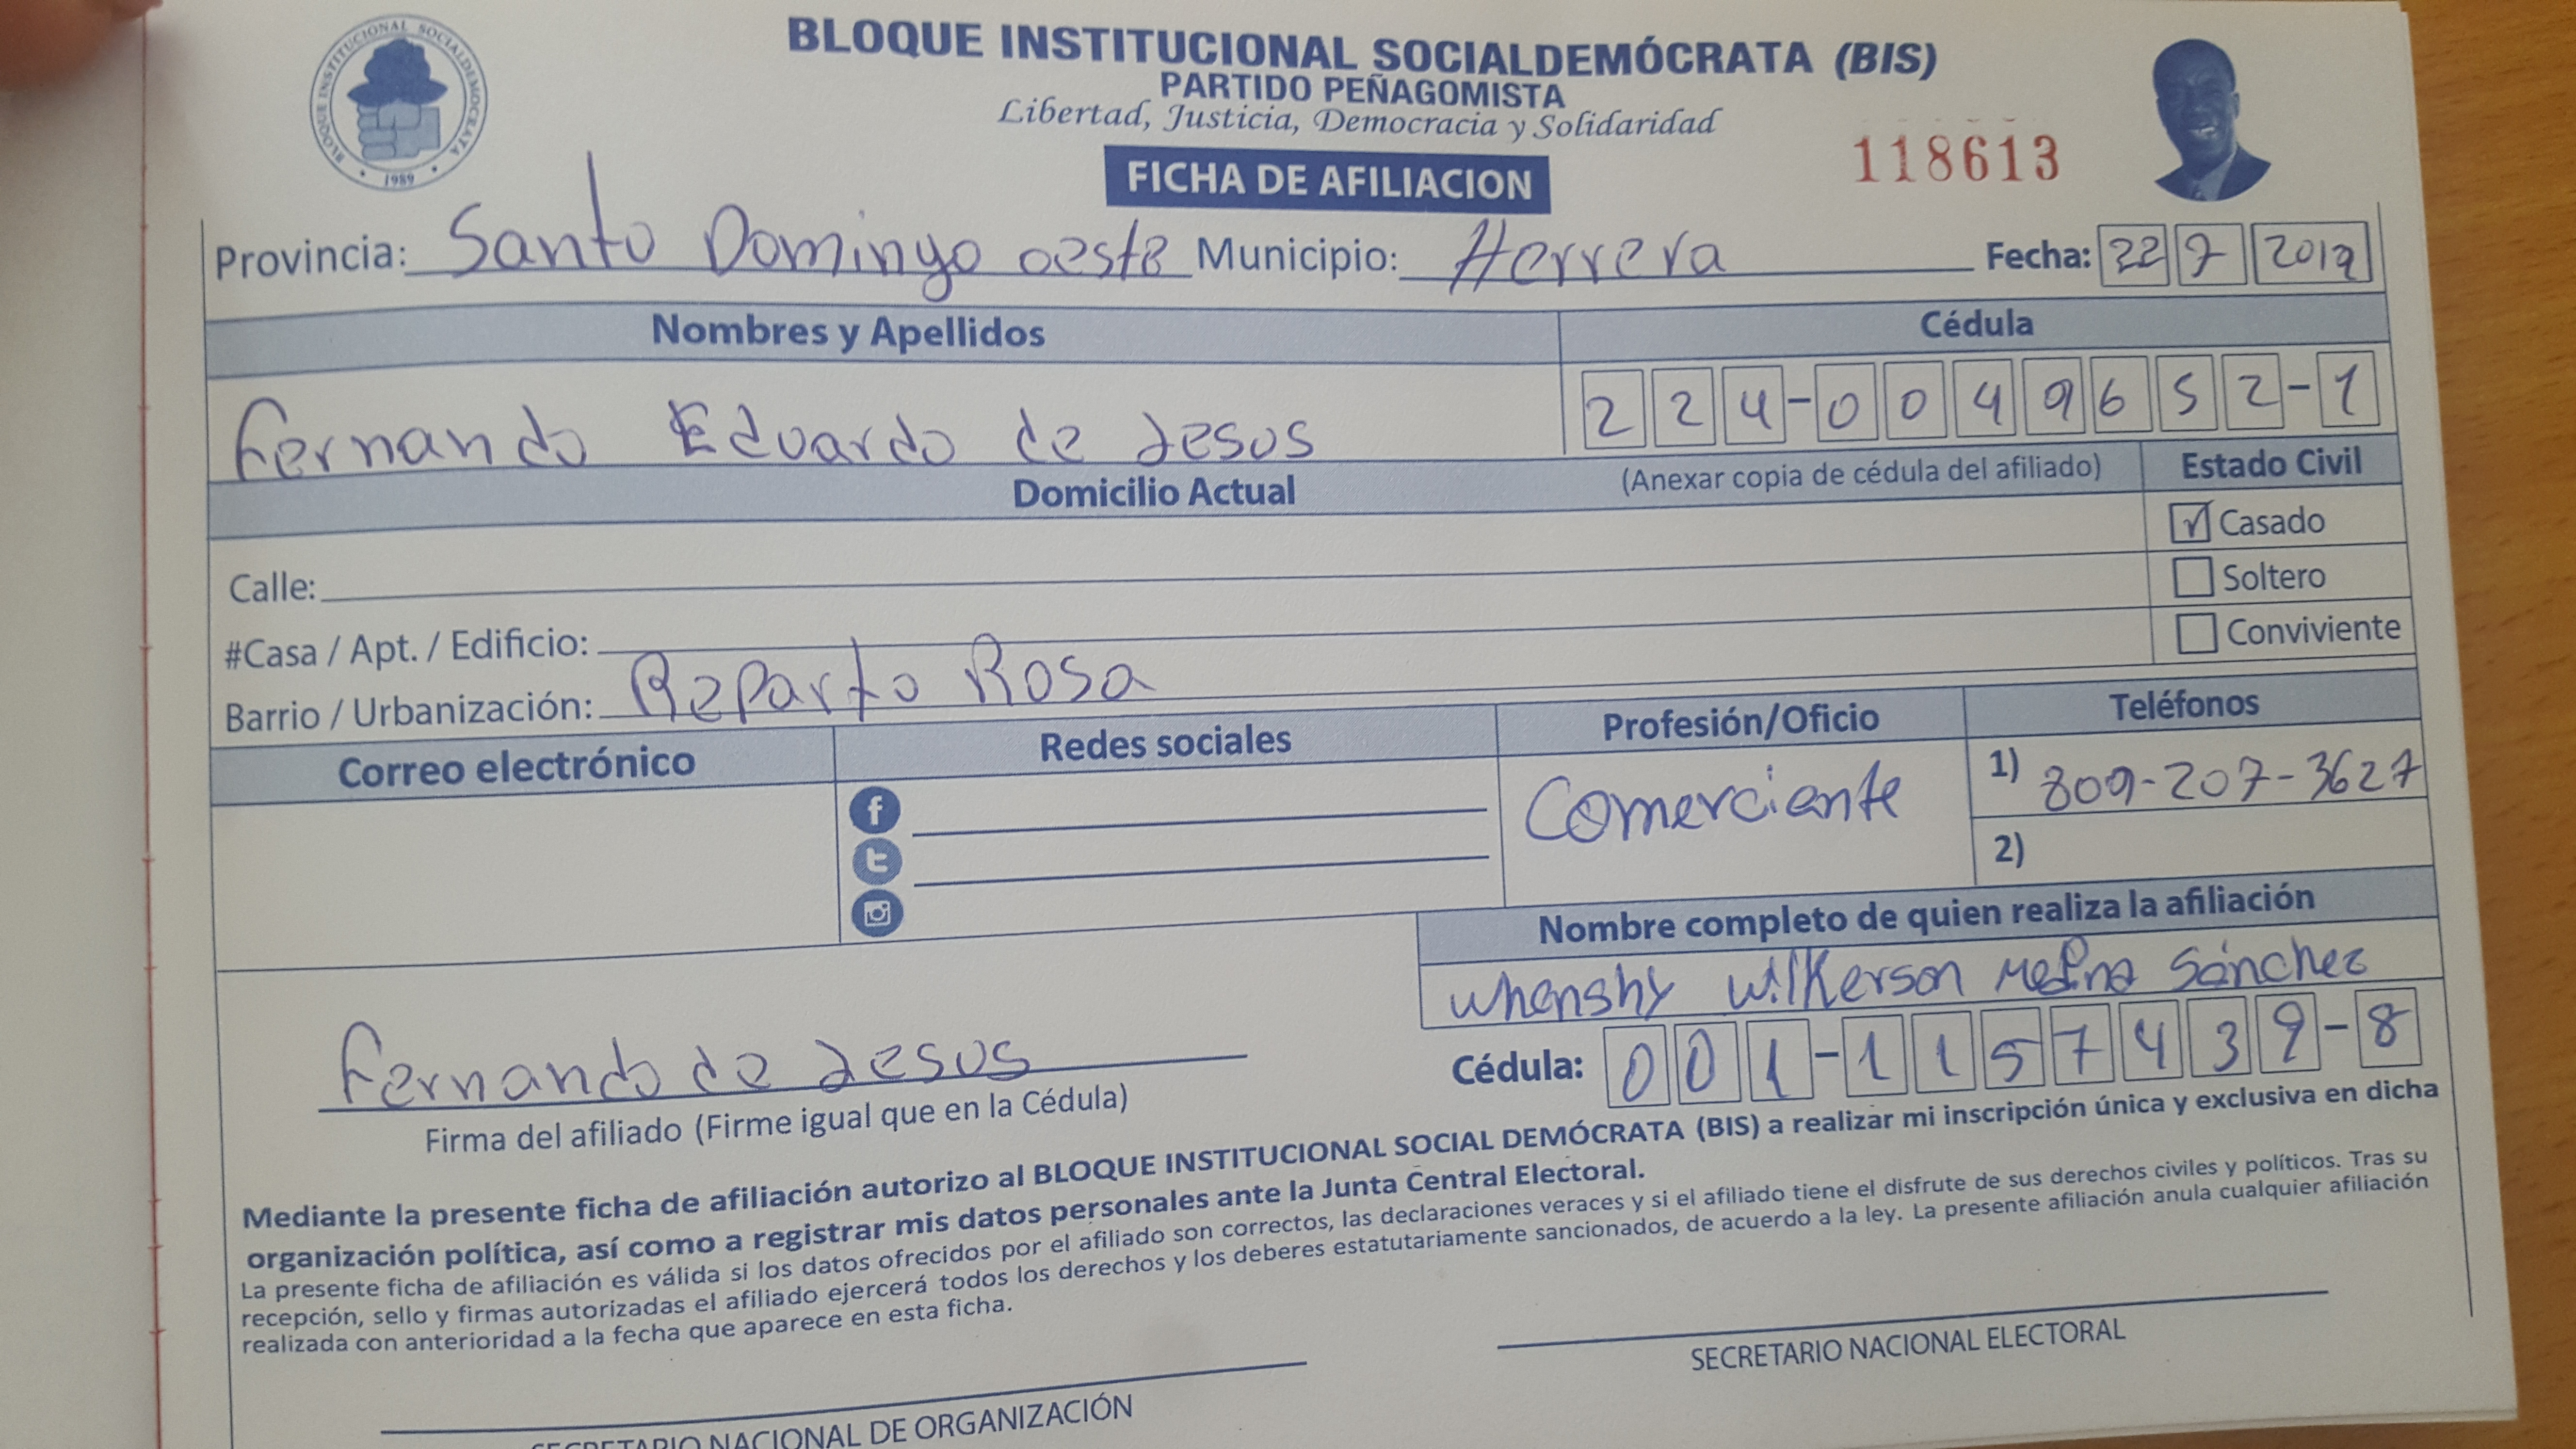 BLOQUE INSTITUCIONAL SOCIALDEMOCRATA
1989
BLOQUE INSTITUCIONAL SOCIALDEMÓCRATA (BIS)
PARTIDO PEÑAGOMISTA
Libertad, Justicia, Democracia y Solidaridad
FICHA DE AFILIACION
118613
Provincia: Santo Domingo oeste Municipio: Herrera Fecha: 22 7 2019
Nombres y Apellidos Cédula
Fernando Eduardo de Jesus 224-0049652-1
Domicilio Actual (Anexar copia de cédula del afiliado) Estado Civil
Casado
Calle: Soltero
#Casa / Apt. / Edificio: Conviviente
Barrio / Urbanización: Reparto Rosa
Correo electrónico Redes sociales Profesión/Oficio Teléfonos
Comerciante 1) 809-207-3627
2)
Nombre completo de quien realiza la afiliación
whenshy wilkerson Sánchez
Fernando de Jesus Cédula: 001-1157439-8
Firma del afiliado (Firme igual que en la Cédula)
Mediante la presente ficha de afiliación autorizo al BLOQUE INSTITUCIONAL SOCIAL DEMÓCRATA (BIS) a realizar mi inscripción única y exclusiva en dicha
organización política, así como a registrar mis datos personales ante la Junta Central Electoral.
La presente ficha de afiliación es válida si los datos ofrecidos por el afiliado son correctos, las declaraciones veraces y si el afiliado tiene el disfrute de sus derechos civiles y políticos. Tras su
recepción, sello y firmas autorizadas el afiliado ejercerá todos los derechos y los deberes estatutariamente sancionados, de acuerdo a la ley. La presente afiliación anula cualquier afiliación
realizada con anterioridad a la fecha que aparece en esta ficha.
SECRETARIO NACIONAL ELECTORAL
SECRETARIO NACIONAL DE ORGANIZACIÓN